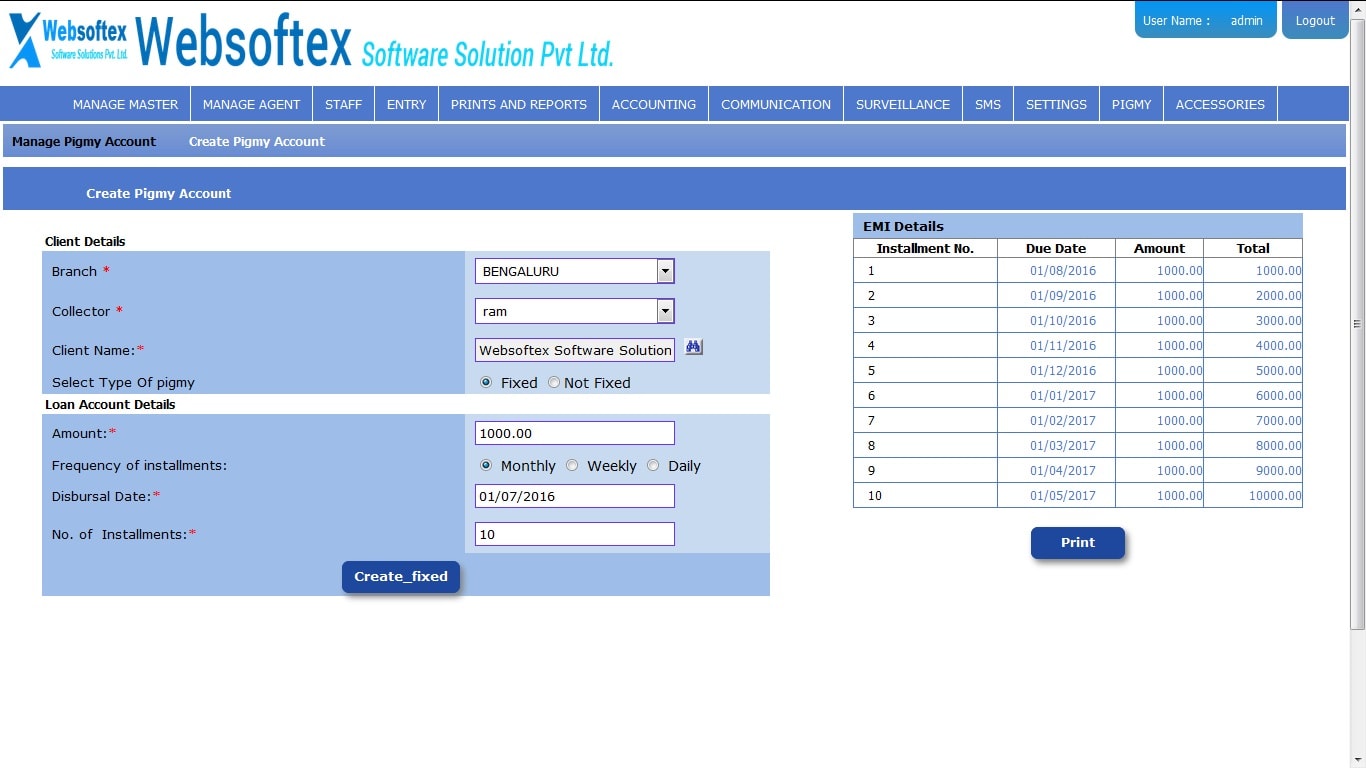 Websoftex
Software Solutions Pvt. Ltd.
Websoftex Software Solution Pvt Ltd.
User Name : admin
Logout
MANAGE MASTER MANAGE AGENT STAFF ENTRY PRINTS AND REPORTS ACCOUNTING COMMUNICATION SURVEILLANCE SMS SETTINGS PIGMY ACCESSORIES
Manage Pigmy Account Create Pigmy Account
Create Pigmy Account
Client Details
Branch * BENGALURU
Collector * ram
Client Name:* Websoftex Software Solution
Select Type Of pigmy Fixed Not Fixed
Loan Account Details
Amount:* 1000.00
Frequency of installments: Monthly Weekly Daily
Disbursal Date:* 01/07/2016
No. of Installments:* 10
Create_fixed
EMI Details
Installment No. Due Date Amount Total
1 01/08/2016 1000.00 1000.00
2 01/09/2016 1000.00 2000.00
3 01/10/2016 1000.00 3000.00
4 01/11/2016 1000.00 4000.00
5 01/12/2016 1000.00 5000.00
6 01/01/2017 1000.00 6000.00
7 01/02/2017 1000.00 7000.00
8 01/03/2017 1000.00 8000.00
9 01/04/2017 1000.00 9000.00
10 01/05/2017 1000.00 10000.00
Print